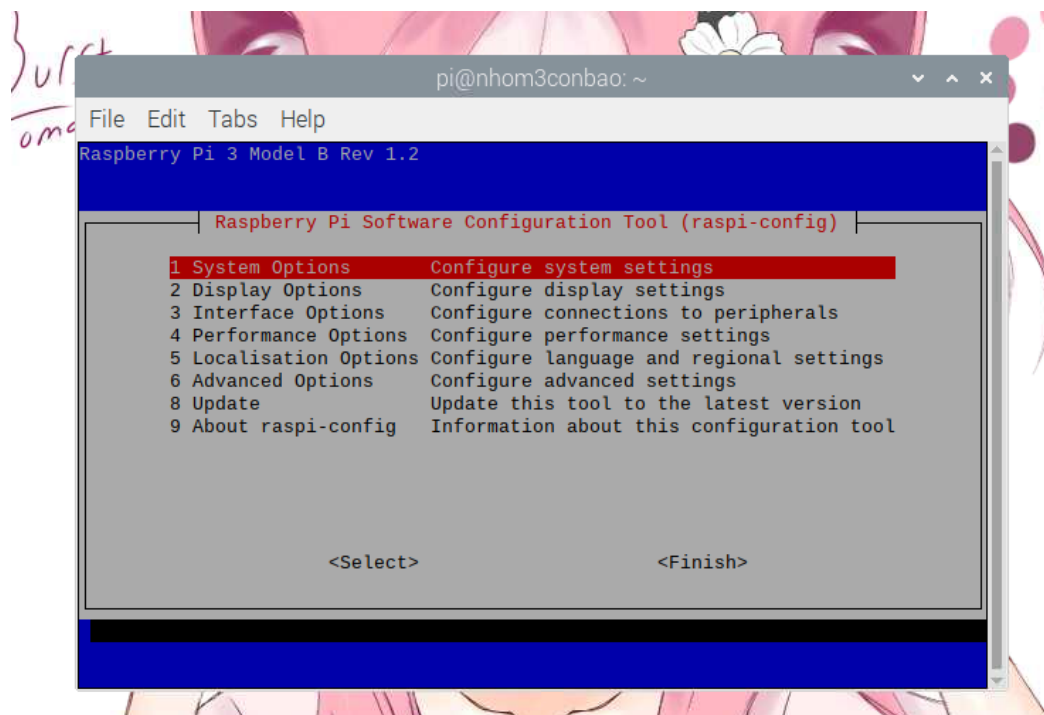 Burst
pi@nhom3conbao: ~
File Edit Tabs Help
Raspberry Pi 3 Model B Rev 1.2
Raspberry Pi Software Configuration Tool (raspi-config)
1 System Options Configure system settings
2 Display Options Configure display settings
3 Interface Options Configure connections to peripherals
4 Performance Options Configure performance settings
5 Localisation Options Configure language and regional settings
6 Advanced Options Configure advanced settings
8 Update Update this tool to the latest version
9 About raspi-config Information about this configuration tool
<Select> <Finish>